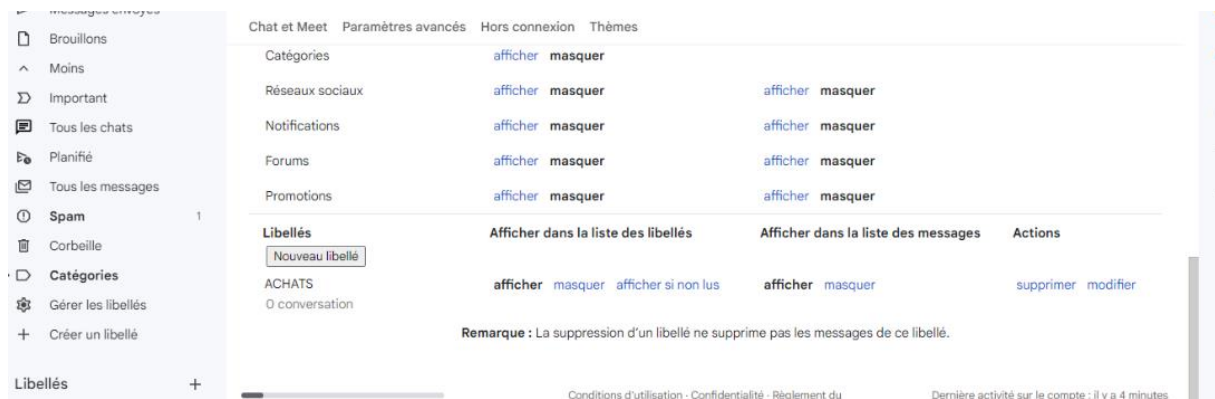 Messages envoyés
Brouillons
Moins
Important
Tous les chats
Planifié
Tous les messages
Spam 1
Corbeille
Catégories
Gérer les libellés
Créer un libellé
Libellés +
Chat et Meet Paramètres avancés Hors connexion Thèmes
Catégories afficher masquer
Réseaux sociaux afficher masquer afficher masquer
Notifications afficher masquer afficher masquer
Forums afficher masquer afficher masquer
Promotions afficher masquer afficher masquer
Libellés Afficher dans la liste des libellés Afficher dans la liste des messages Actions
Nouveau libellé
ACHATS afficher masquer afficher si non lus afficher masquer supprimer modifier
0 conversation
Remarque : La suppression d'un libellé ne supprime pas les messages de ce libellé.
Conditions d'utilisation · Confidentialité · Règlement du
Dernière activité sur le compte : il y a 4 minutes